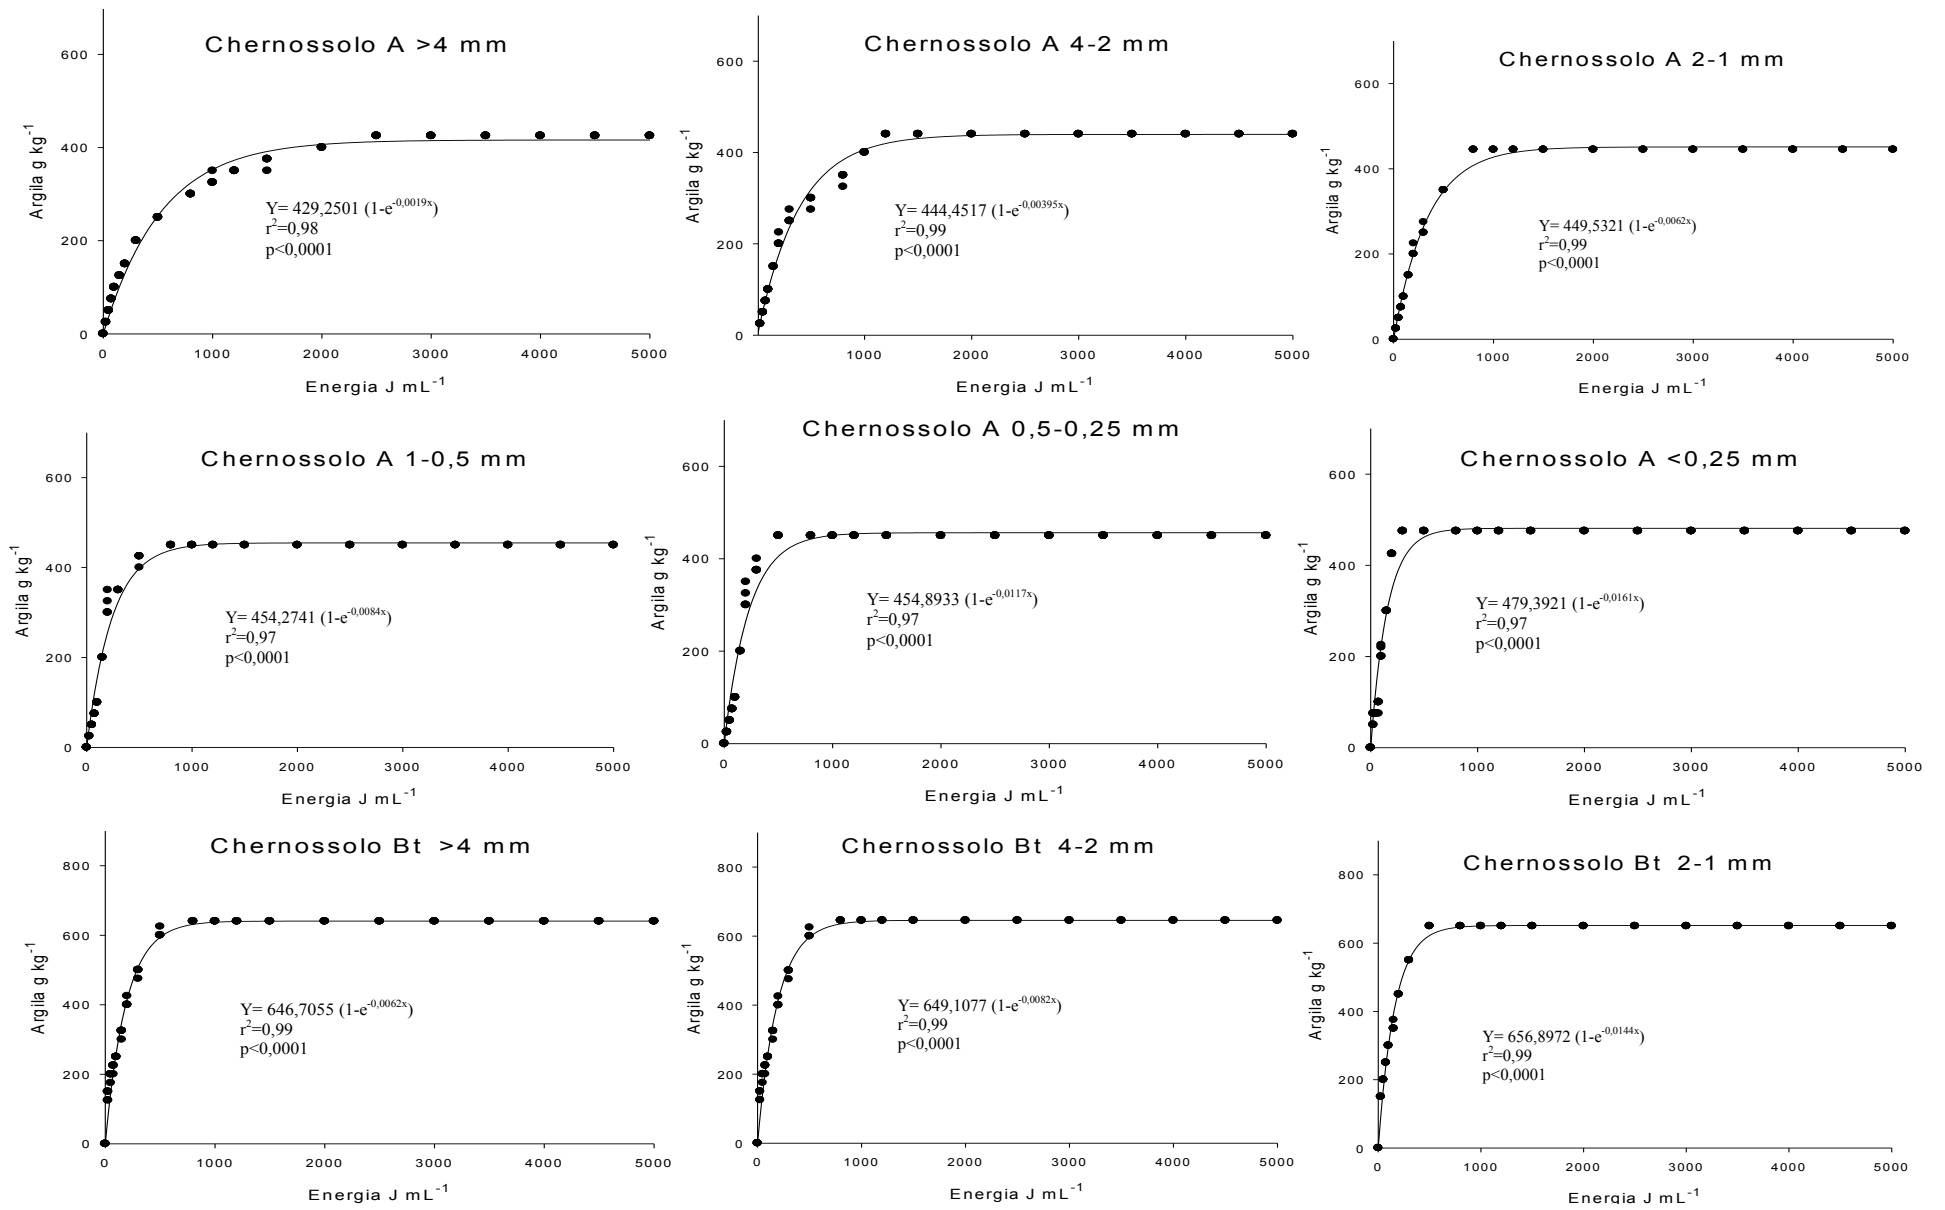 Chernossolo A >4 mm
600
400
200
0
Argila g kg-1
Y= 429,2501 (1-e-0,0019x)
r2=0,98
p<0,0001
0 1000 2000 3000 4000 5000
Energia J mL-1
Chernossolo A 4-2 mm
600
400
200
0
Argila g kg-1
Y= 444,4517 (1-e-0,00395x)
r2=0,99
p<0,0001
1000 2000 3000 4000 5000
Energia J mL-1
Chernossolo A 2-1 mm
600
400
200
0
Argila g kg-1
Y= 449,5321 (1-e-0,0062x)
r2=0,99
p<0,0001
0 1000 2000 3000 4000 5000
Energia J mL-1
Chernossolo A 1-0,5 mm
600
400
200
0
Argila g kg-1
Y= 454,2741 (1-e-0,0084x)
r2=0,97
p<0,0001
0 1000 2000 3000 4000 5000
Energia J mL-1
Chernossolo A 0,5-0,25 mm
600
400
200
0
Argila g kg-1
Y= 454,8933 (1-e-0,0117x)
r2=0,97
p<0,0001
0 1000 2000 3000 4000 5000
Energia J mL-1
Chernossolo A <0,25 mm
600
400
200
0
Argila g kg-1
Y= 479,3921 (1-e-0,0161x)
r2=0,97
p<0,0001
0 1000 2000 3000 4000 5000
Energia J mL-1
Chernossolo Bt >4 mm
800
600
400
200
0
Argila g kg-1
Y= 646,7055 (1-e-0,0062x)
r2=0,99
p<0,0001
0 1000 2000 3000 4000 5000
Energia J mL-1
Chernossolo Bt 4-2 mm
800
600
400
200
0
Argila g kg-1
Y= 649,1077 (1-e-0,0082x)
r2=0,99
p<0,0001
0 1000 2000 3000 4000 5000
Energia J mL-1
Chernossolo Bt 2-1 mm
800
600
400
200
0
Argila g kg-1
Y= 656,8972 (1-e-0,0144x)
r2=0,99
p<0,0001
0 1000 2000 3000 4000 5000
Energia J mL-1